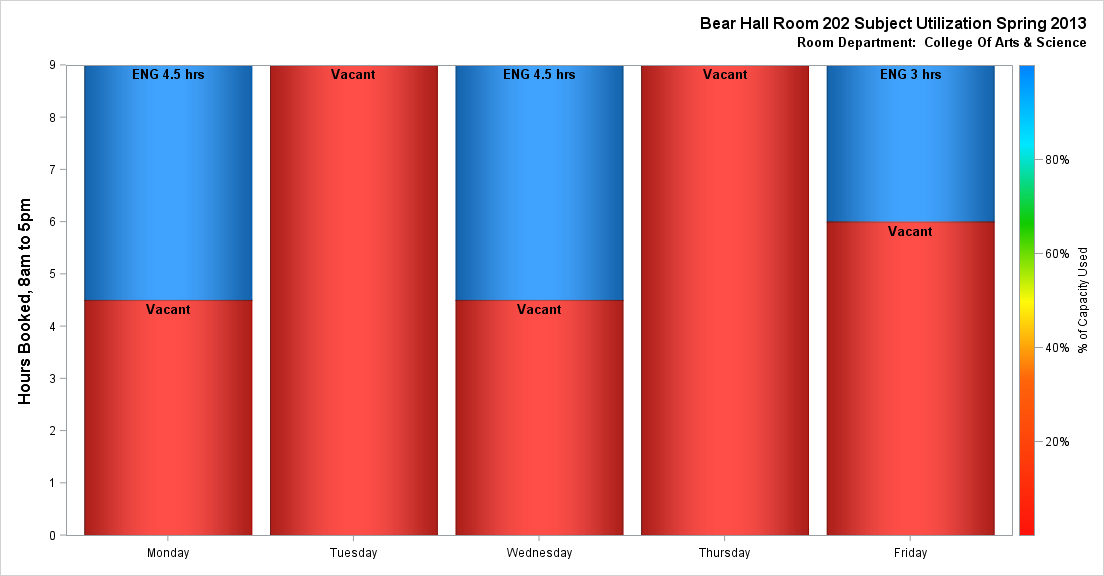 Bear Hall Room 202 Subject Utilization Spring 2013
Room Department:  College Of Arts & Science
Hours Booked, 8am to 5pm
9
8
7
6
5
4
3
2
1
0
ENG 4.5 hrs
Vacant
Vacant
ENG 4.5 hrs
Vacant
Vacant
ENG 3 hrs
Vacant
Monday
Tuesday
Wednesday
Thursday
Friday
80%
60%
40%
20%
% of Capacity Used